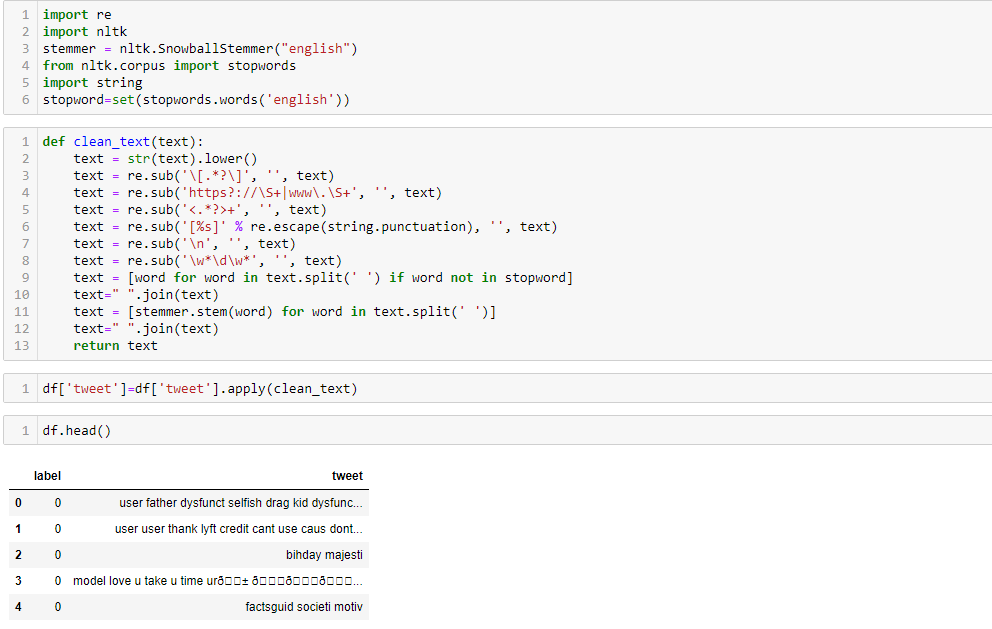 1 import re
2 import nltk
3 stemmer = nltk.SnowballStemmer("english")
4 from nltk.corpus import stopwords
5 import string
6 stopword=set(stopwords.words('english'))
1 def clean_text(text):
2 text = str(text).lower()
3 text = re.sub('\[.*?\]', '', text)
4 text = re.sub('https?://\S+|www\.\S+', '', text)
5 text = re.sub('<.*?>+', '', text)
6 text = re.sub('[%s]' % re.escape(string.punctuation), '', text)
7 text = re.sub('\n', '', text)
8 text = re.sub('\w*\d\w*', '', text)
9 text = [word for word in text.split(' ') if word not in stopword]
10 text=" ".join(text)
11 text = [stemmer.stem(word) for word in text.split(' ')]
12 text=" ".join(text)
13 return text
1 df['tweet']=df['tweet'].apply(clean_text)
1 df.head()
label tweet
0 0 user father dysfunct selfish drag kid dysfunc...
1 0 user user thank lyft credit cant use caus dont...
2 0 bihday majesti
3 0 model love u take u time urð▯▯± ð▯▯▯ð▯▯▯ð▯▯▯...
4 0 factsguid societi motiv